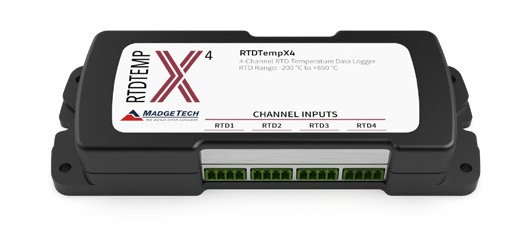 RTDTEMP X 4
RTDTempX4
4-Channel RTD Temperature Data Logger
RTD Range: -200 °C to +850 °C
MADGETECH
CHANNEL INPUTS
RTD1 RTD2 RTD3 RTD4